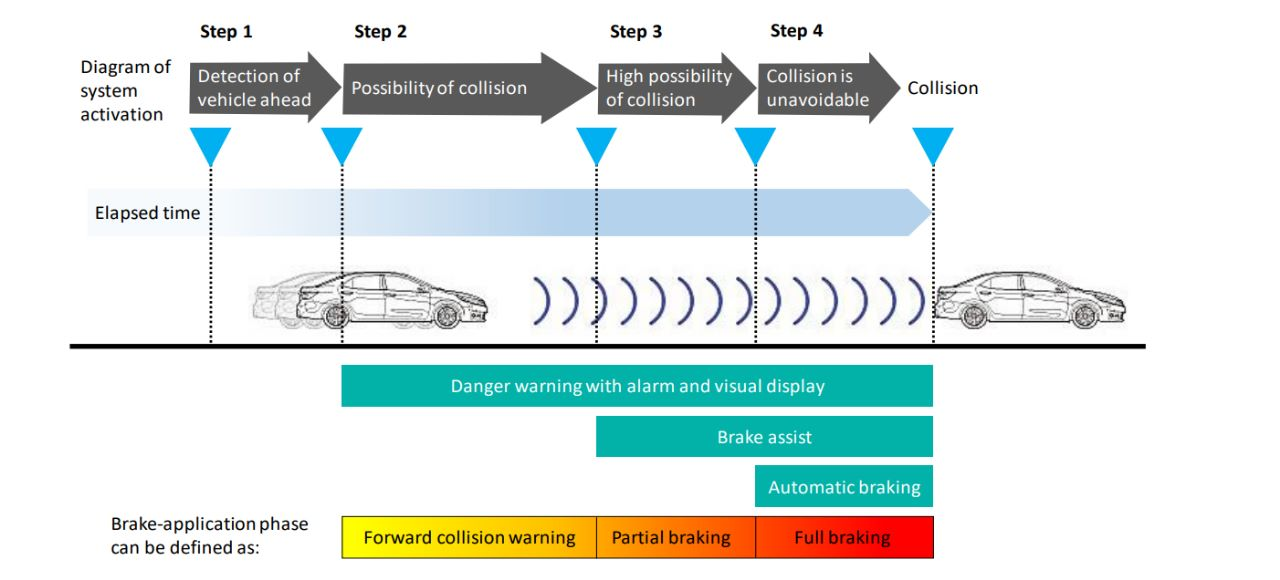 Step 1
Step 2
Step 3
Step 4
Diagram of
system
activation
Detection of
vehicle ahead
Possibility of collision
High possibility
of collision
Collision is
unavoidable
Collision
Elapsed time
Danger warning with alarm and visual display
Brake assist
Automatic braking
Brake-application phase
can be defined as:
Forward collision warning
Partial braking
Full braking